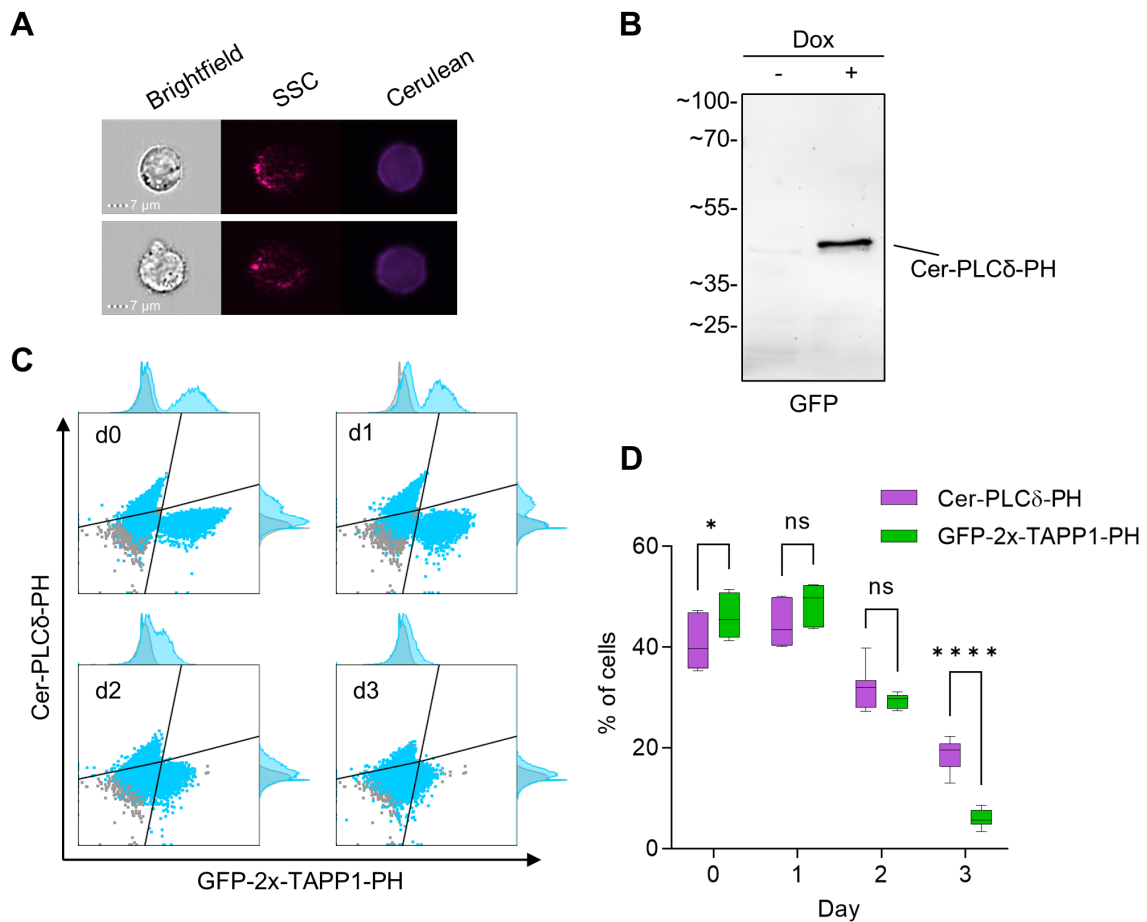 A
Brightfield
SSC
Cerulean
7 µm
7 µm
B
Dox
- +
~100-
~70-
~55-
~35-
~25-
Cer-PLCδ-PH
GFP
C
d0
d1
d2
d3
Cer-PLCδ-PH
GFP-2x-TAPP1-PH
D
Cer-PLCδ-PH
GFP-2x-TAPP1-PH
* ns ns ****
% of cells
60
40
20
0
0 1 2 3
Day